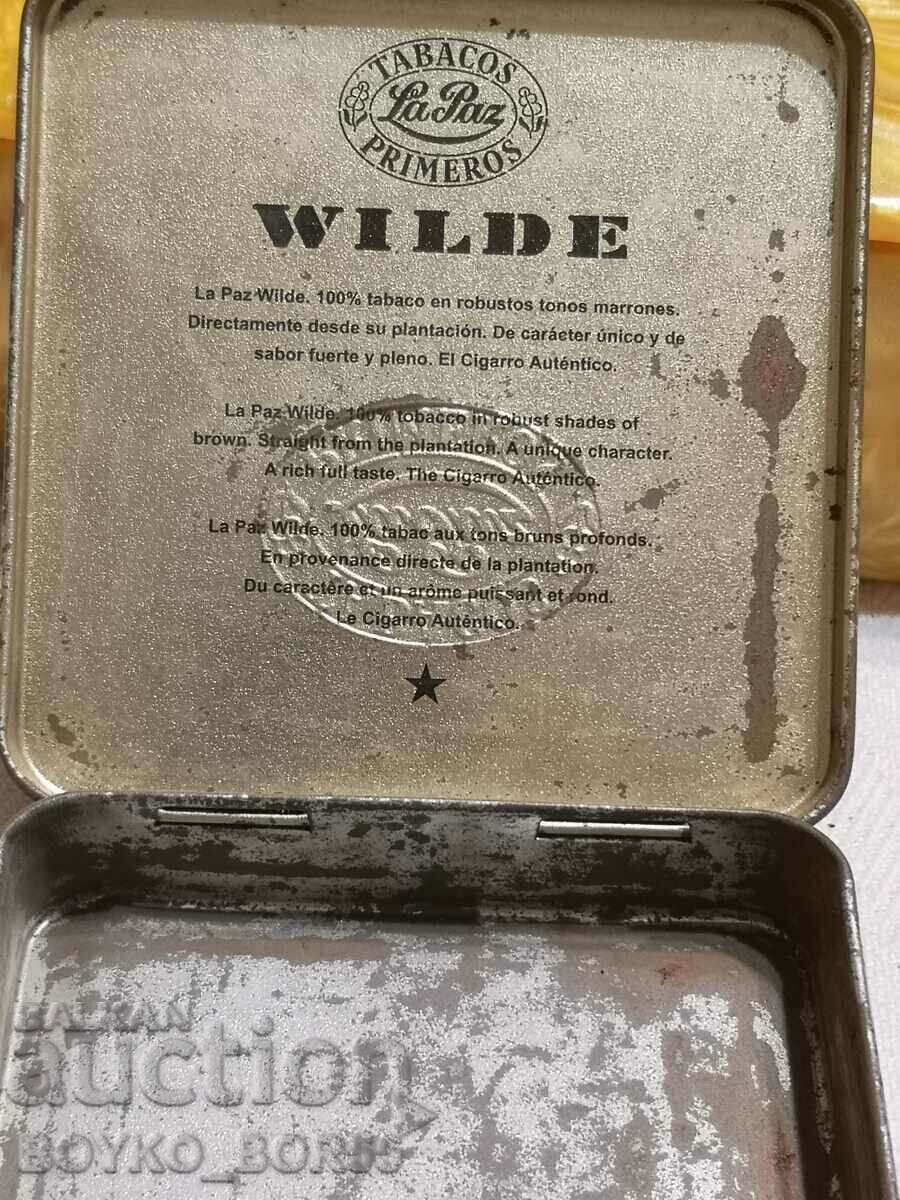 TABACOS
La Paz
PRIMEROS
WILDE
La Paz Wilde. 100% tabaco en robustos tonos marrones.
Directamente desde su plantación. De carácter único y de
sabor fuerte y pleno. El Cigarro Auténtico.
La Paz Wilde. 100% tobacco in robust shades of
brown. Straight from the plantation. A unique character.
A rich full taste. The Cigarro Auténtico.
La Paz Wilde. 100% tabac aux tons bruns profonds.
En provenance directe de la plantation.
Du caractère et un arôme puissant et rond.
Le Cigarro Auténtico.
BALKAN
auction
BOYKO_BOR55